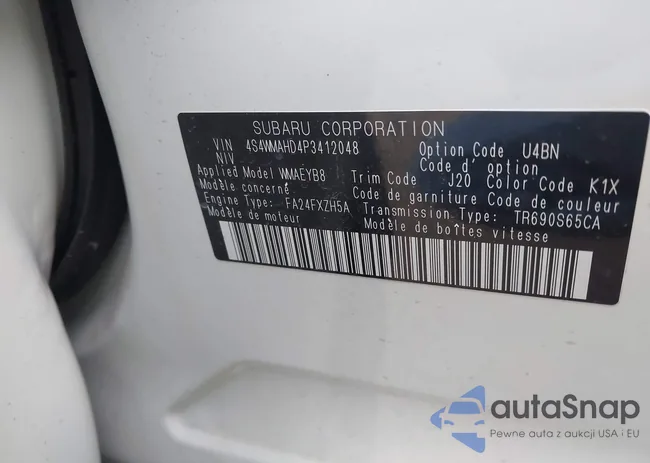 SUBARU CORPORATION
VIN 4S4WMAHD4P3412048 Option Code U4BN
NIV Code d' option
Applied Model WMAEYB8 Trim Code J20 Color Code K1X
Modèle concerné Code de garniture Code de couleur
Engine Type: FA24FXZH5A Transmission Type: TR690S65CA
Modèle de moteur Modèle de boîtes vitesse
autaSnap
Pewne auta z aukcji USA i EU